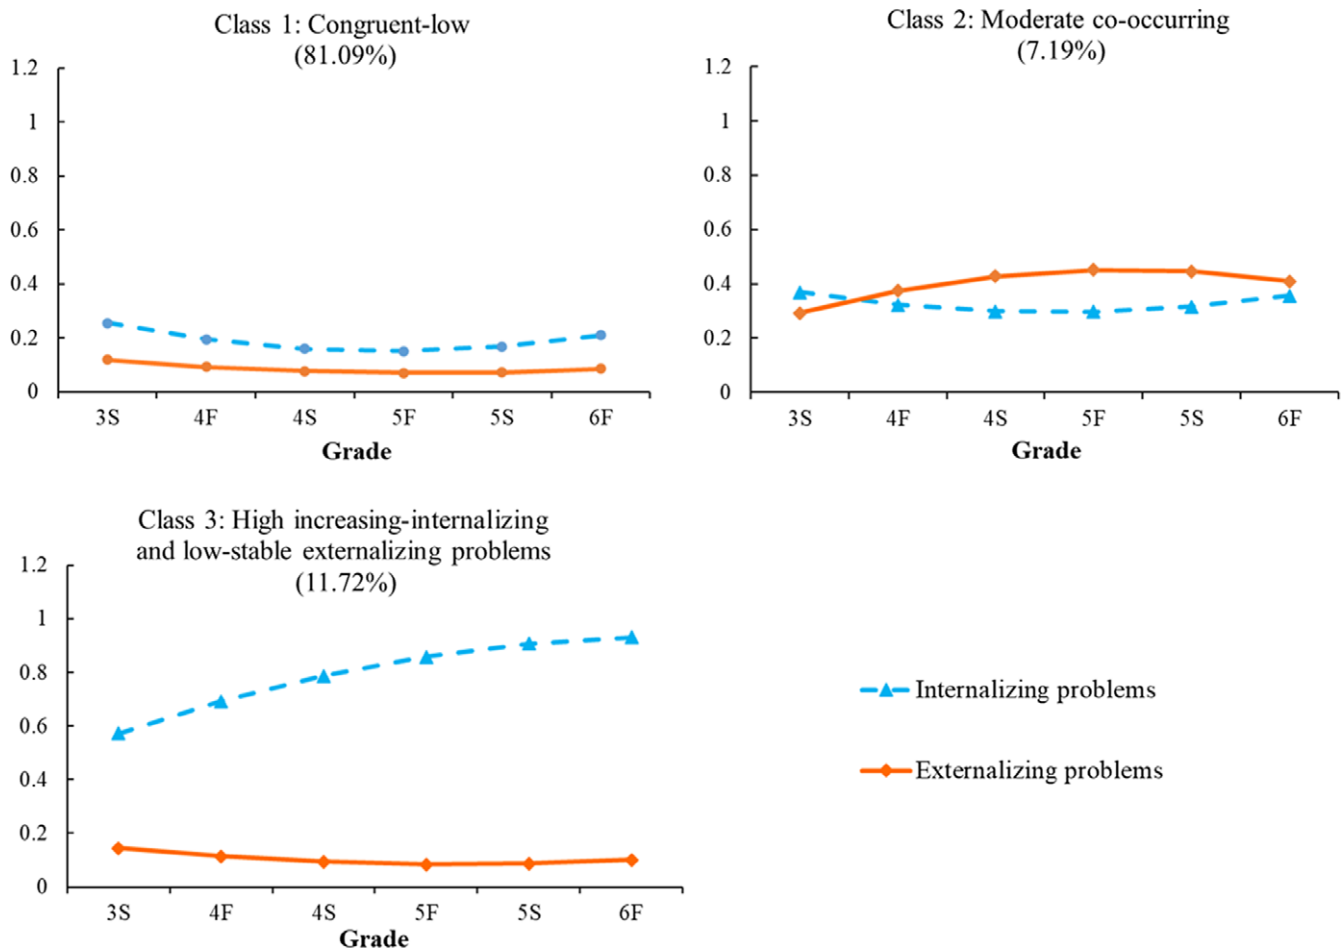 Class 1: Congruent-low
(81.09%)
1.2
1
0.8
0.6
0.4
0.2
0
3S 4F 4S 5F 5S 6F
Grade
Class 2: Moderate co-occurring
(7.19%)
1.2
1
0.8
0.6
0.4
0.2
0
3S 4F 4S 5F 5S 6F
Grade
Class 3: High increasing-internalizing
and low-stable externalizing problems
(11.72%)
1.2
1
0.8
0.6
0.4
0.2
0
3S 4F 4S 5F 5S 6F
Grade
Internalizing problems
Externalizing problems